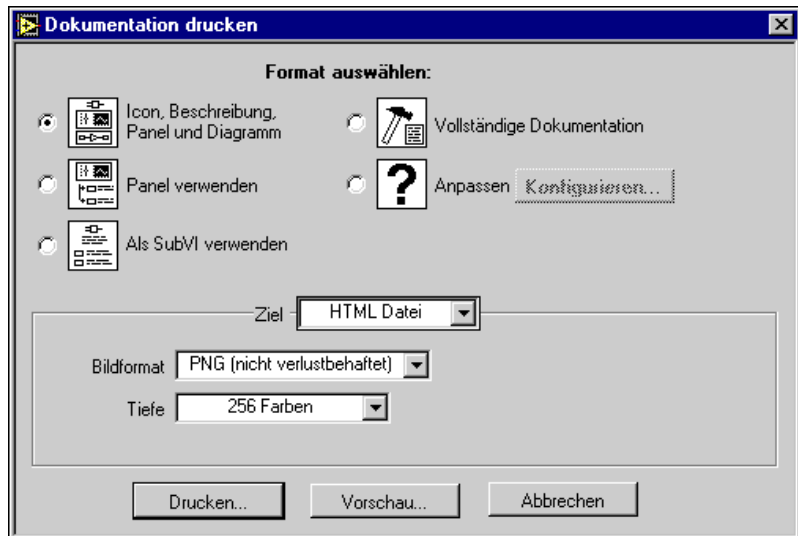 Dokumentation drucken
Format auswählen:
Icon, Beschreibung,
Panel und Diagramm
Vollständige Dokumentation
Panel verwenden
?
Anpassen
Konfigurieren...
Als SubVI verwenden
Ziel
HTML Datei
Bildformat
PNG (nicht verlustbehaftet)
Tiefe
256 Farben
Drucken...
Vorschau...
Abbrechen